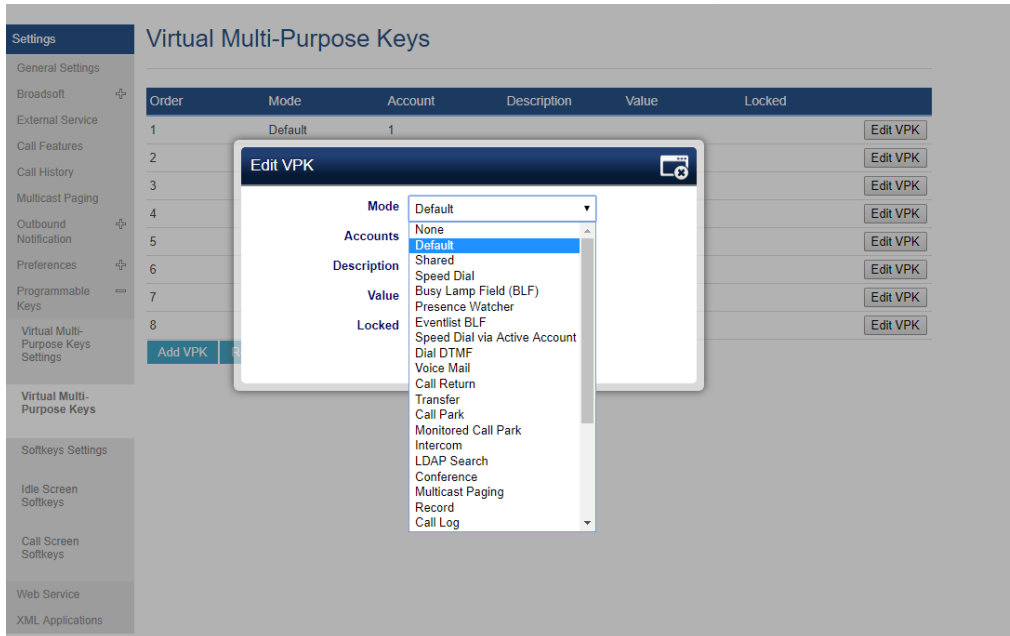 Settings
General Settings
Broadsoft
External Service
Call Features
Call History
Multicast Paging
Outbound
Notification
Preferences
Programmable
Keys
Virtual Multi-
Purpose Keys
Settings
Virtual Multi-
Purpose Keys
Softkeys Settings
Idle Screen
Softkeys
Call Screen
Softkeys
Web Service
XML Applications
Virtual Multi-Purpose Keys
Order Mode Account Description Value Locked
1 Default 1 Edit VPK
2 Edit VPK
3 Edit VPK
4 Edit VPK
5 Edit VPK
6 Edit VPK
7 Edit VPK
8 Edit VPK
Add VPK
Edit VPK
Mode Default
Accounts
Description
Value
Locked
None
Default
Shared
Speed Dial
Busy Lamp Field (BLF)
Presence Watcher
Eventlist BLF
Speed Dial via Active Account
Dial DTMF
Voice Mail
Call Return
Transfer
Call Park
Monitored Call Park
Intercom
LDAP Search
Conference
Multicast Paging
Record
Call Log